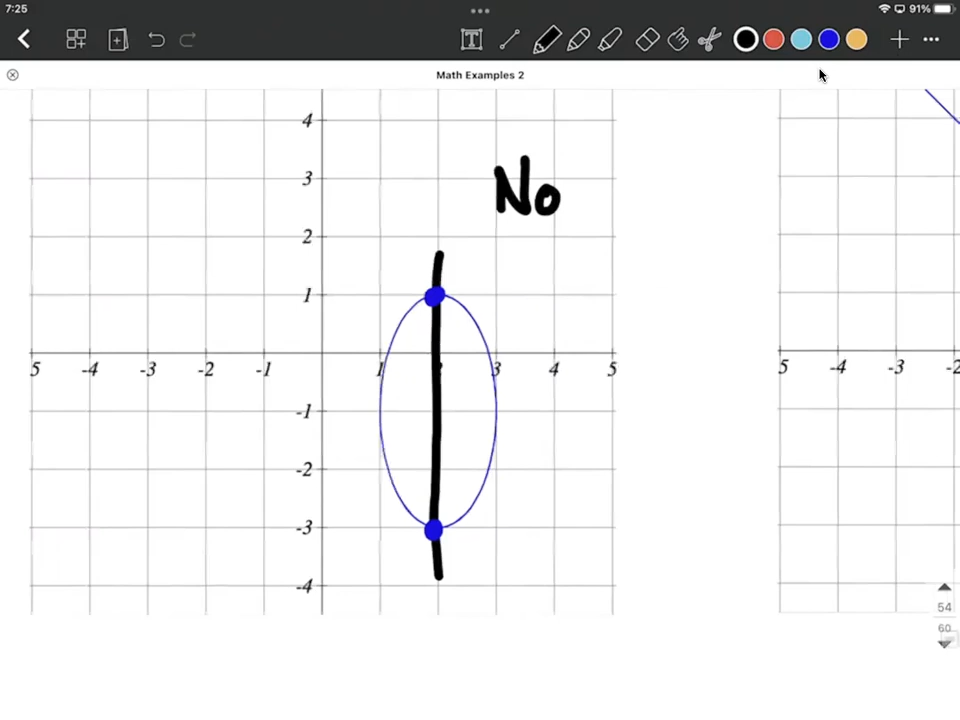 7:25
91%
T
Math Examples 2
4
3
No
2
1
5 -4 -3 -2 -1 1 3 4 5
5 -4 -3 -2
-1
-2
-3
-4
54
60